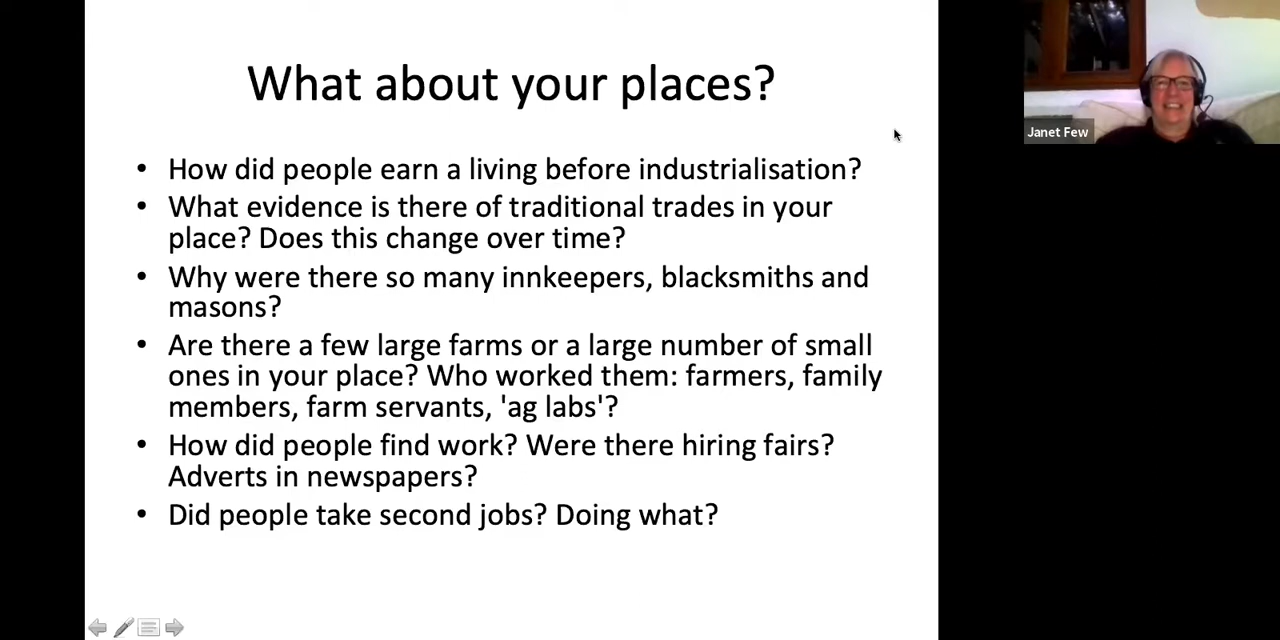 What about your places?
• How did people earn a living before industrialisation?
• What evidence is there of traditional trades in your
place? Does this change over time?
• Why were there so many innkeepers, blacksmiths and
masons?
• Are there a few large farms or a large number of small
ones in your place? Who worked them: farmers, family
members, farm servants, 'ag labs'?
• How did people find work? Were there hiring fairs?
Adverts in newspapers?
• Did people take second jobs? Doing what?
Janet Few